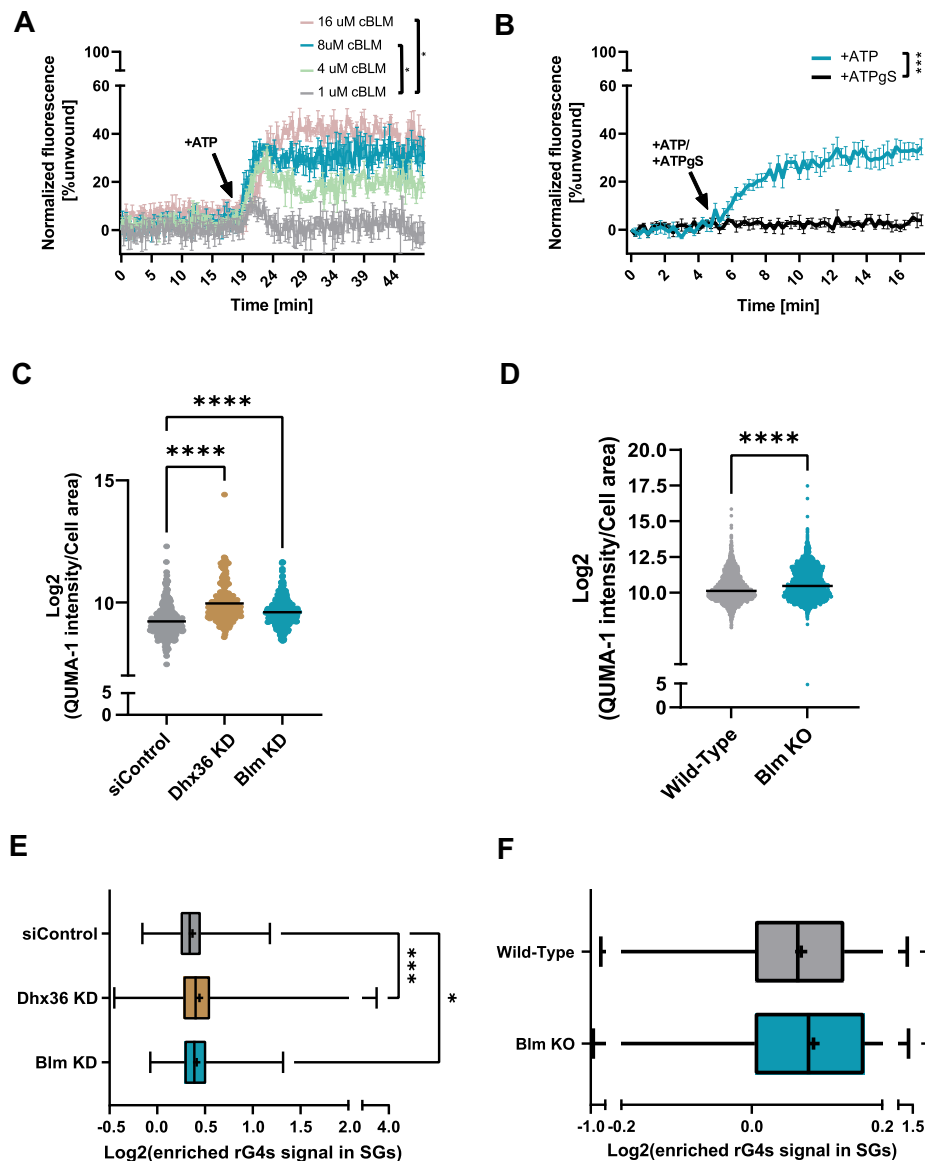 A
16 uM cBLM
8uM cBLM
4 uM cBLM
1 uM cBLM
*
*
Normalized fluorescence
[%unwound]
100
60
40
20
0
+ATP
0
5
10
15
19
24
29
34
39
44
Time [min]
B
+ATP
+ATPgS
***
Normalized fluorescence
[%unwound]
100
60
40
20
0
+ATP/
+ATPgS
0
2
4
6
8
10
12
14
16
Time [min]
C
****
****
Log2
(QUMA-1 intensity/Cell area)
15
10
5
0
siControl
Dhx36 KD
Blm KD
D
****
Log2
(QUMA-1 intensity/Cell area)
20.0
17.5
15.0
12.5
10.0
5
0
Wild-Type
Blm KO
E
siControl
Dhx36 KD
Blm KD
***
*
-0.5
0.0
0.5
1.0
1.5
2.0
4.0
Log2(enriched rG4s signal in SGs)
F
Wild-Type
Blm KO
-1.0
-0.2
0.0
0.2
1.5
Log2(enriched rG4s signal in SGs)